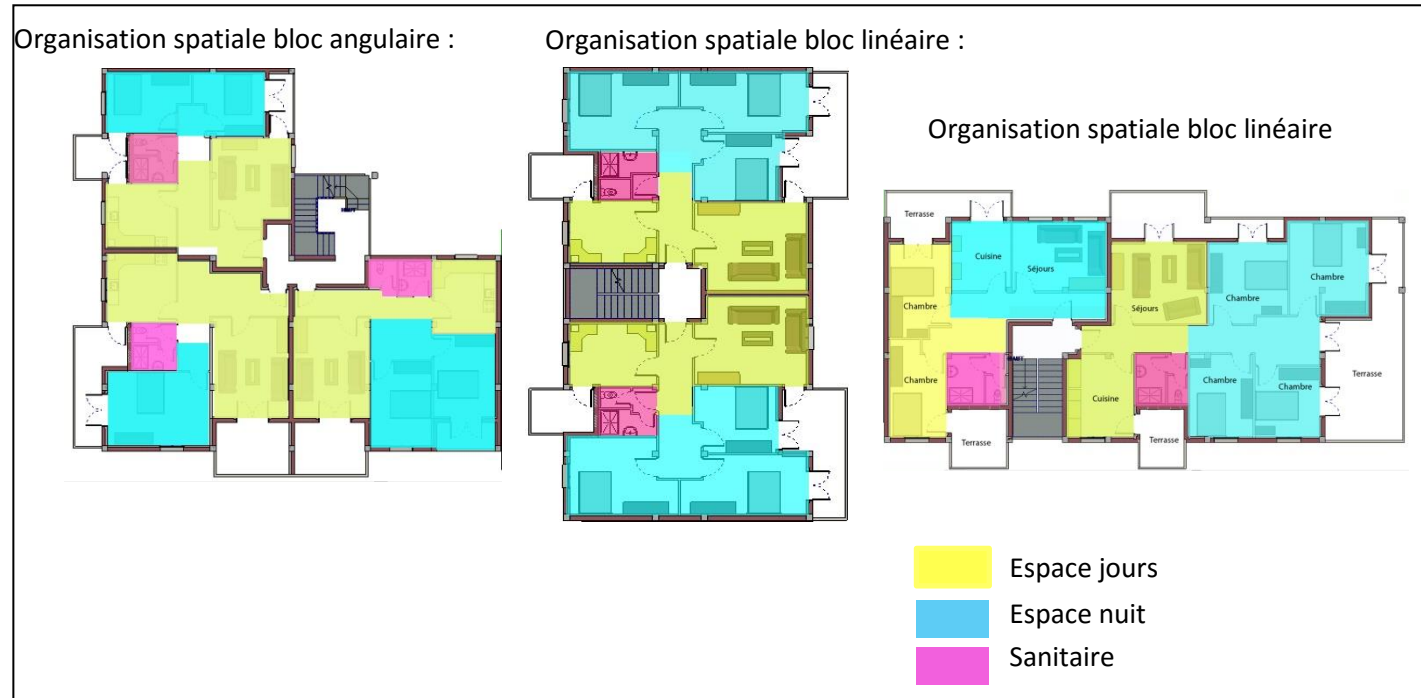 Organisation spatiale bloc angulaire :
Organisation spatiale bloc linéaire :
Organisation spatiale bloc linéaire
Terrasse
Cuisine
Séjours
Chambre
Séjours
Chambre
Chambre
Chambre
Cuisine
Chambre
Chambre
Terrasse
Terrasse
Terrasse
Espace jours
Espace nuit
Sanitaire